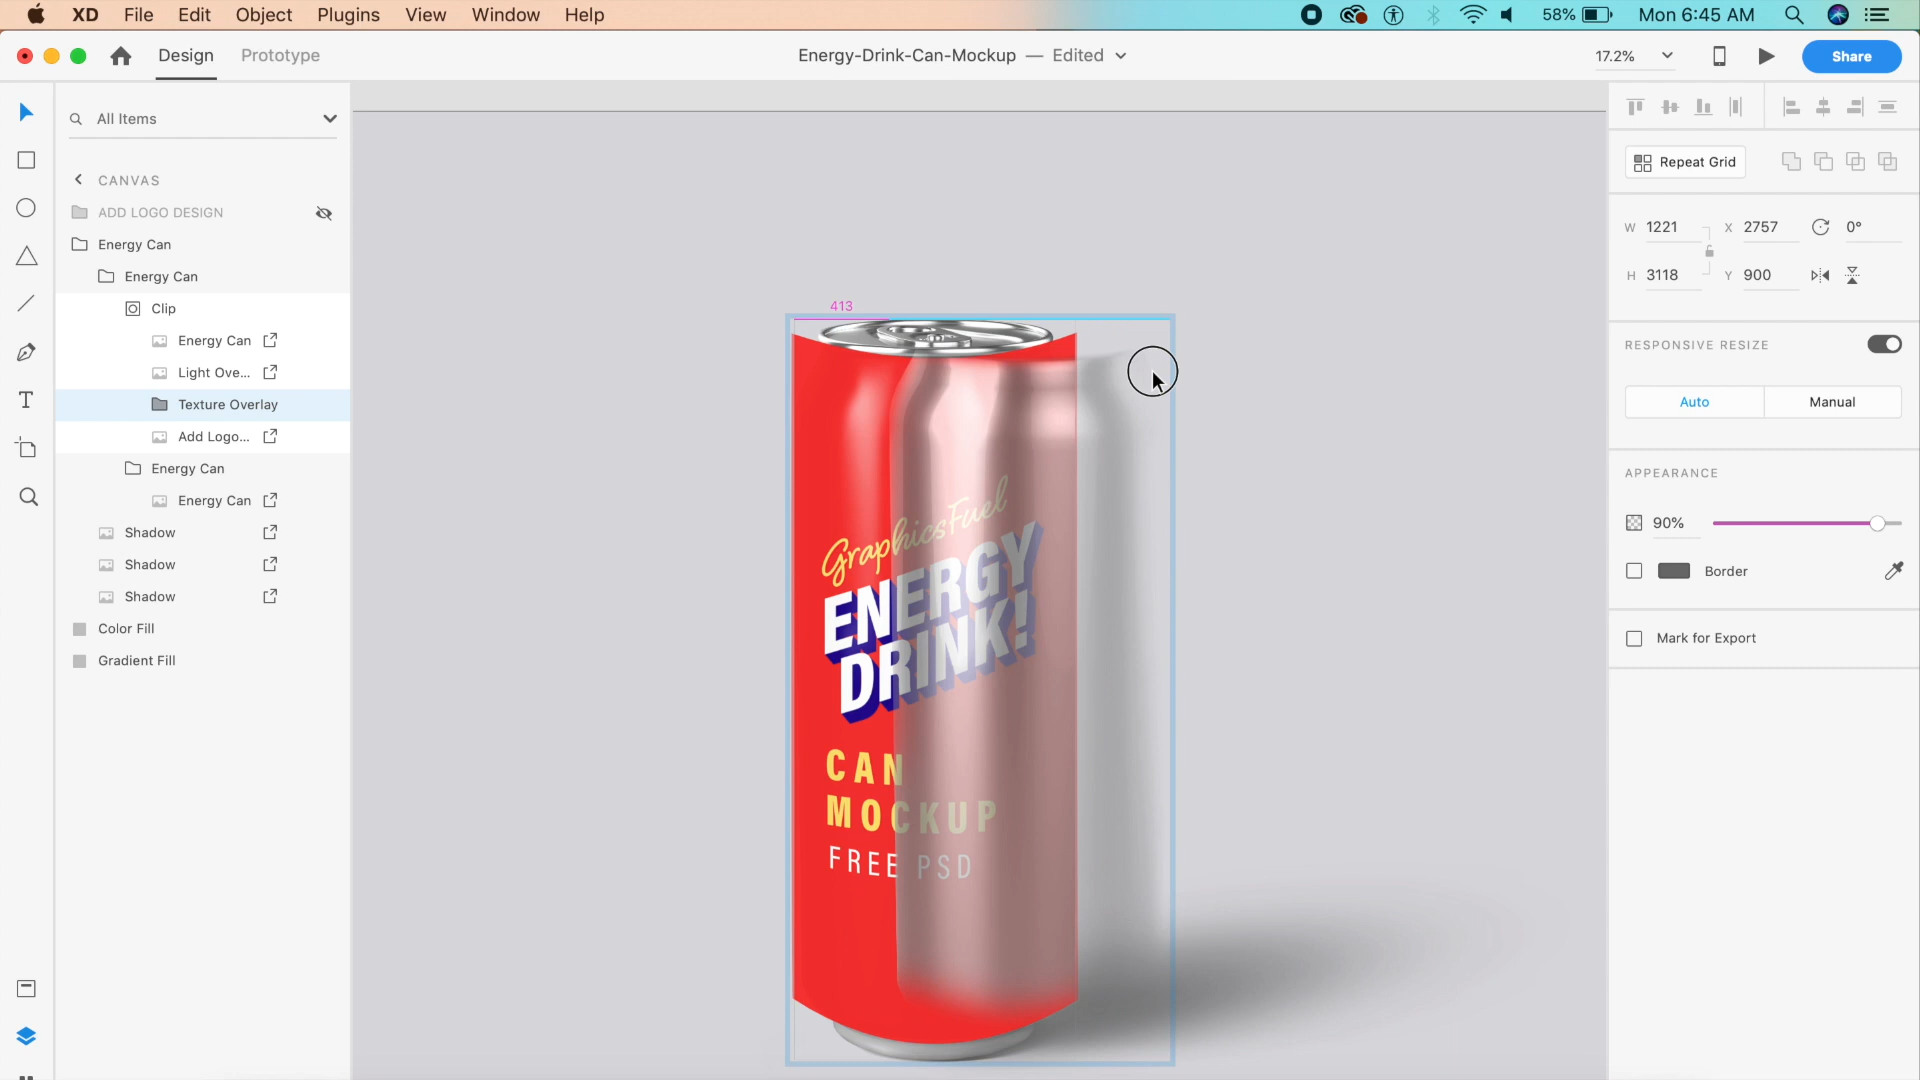 XD File Edit Object Plugins View Window Help 58% Mon 6:45 AM
Design Prototype Energy-Drink-Can-Mockup — Edited 17.2% Share
All Items
CANVAS
ADD LOGO DESIGN
Energy Can
Energy Can
Clip
Energy Can
Light Ove...
Texture Overlay
Add Logo...
Energy Can
Energy Can
Shadow
Shadow
Shadow
Color Fill
Gradient Fill
413
GraphicsFuel
ENERGY
DRINK!
CAN
MOCKUP
FREE PSD
Repeat Grid
W 1221 X 2757 0°
H 3118 Y 900
RESPONSIVE RESIZE
Auto Manual
APPEARANCE
90%
Border
Mark for Export